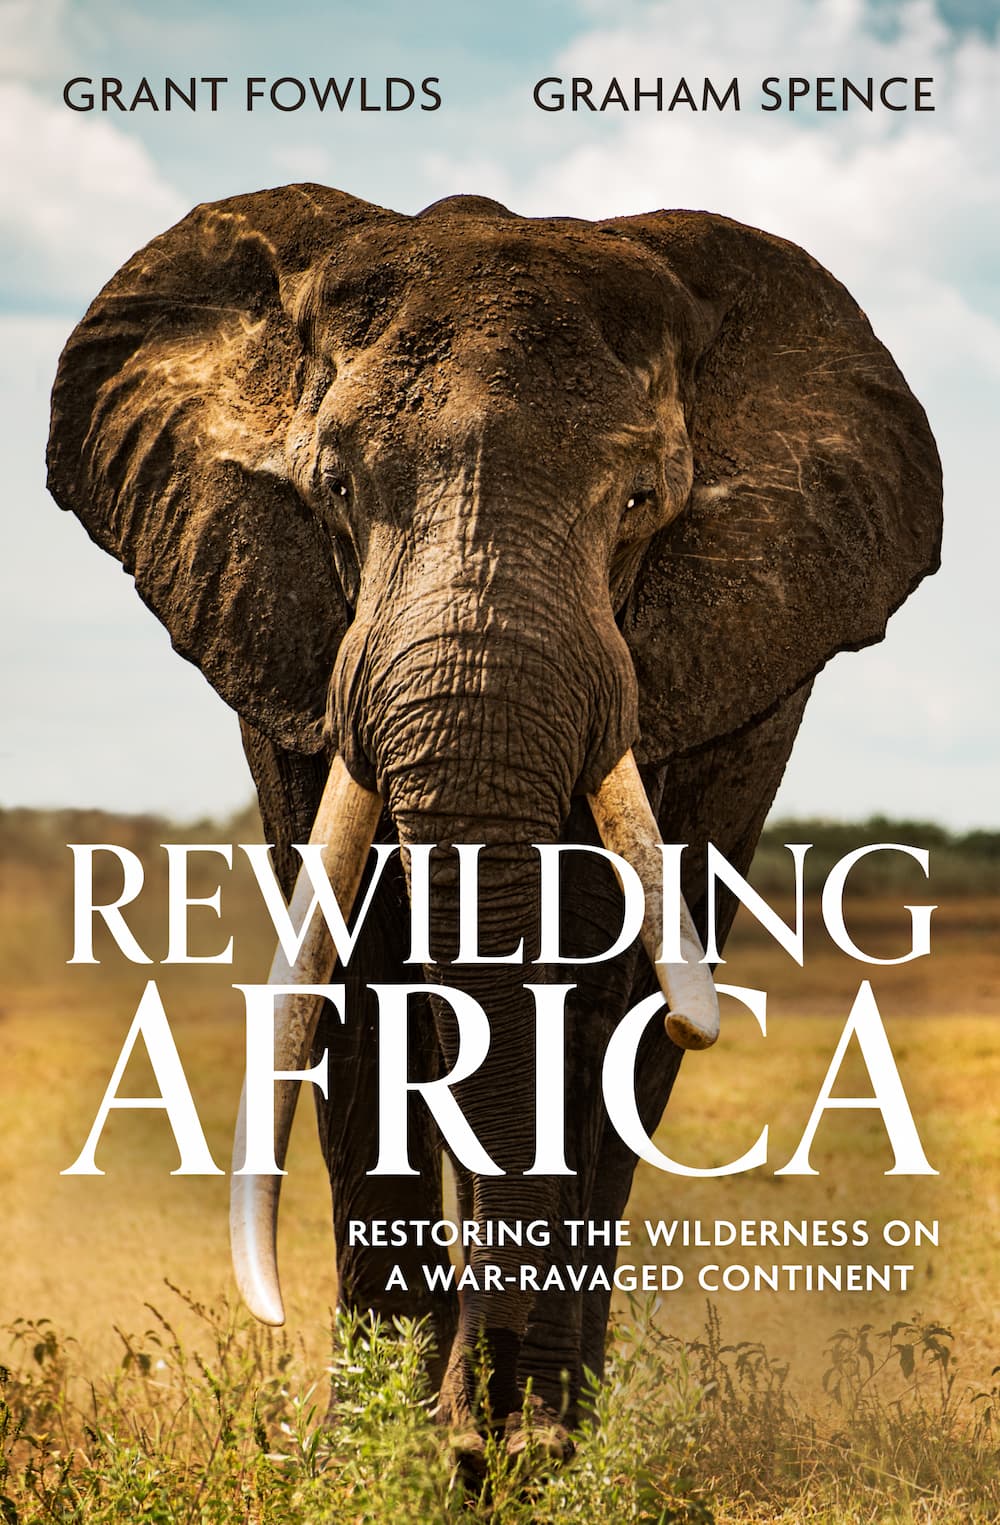 GRANT FOWLDS GRAHAM SPENCE
REWILDING
AFRICA
RESTORING THE WILDERNESS ON
A WAR-RAVAGED CONTINENT